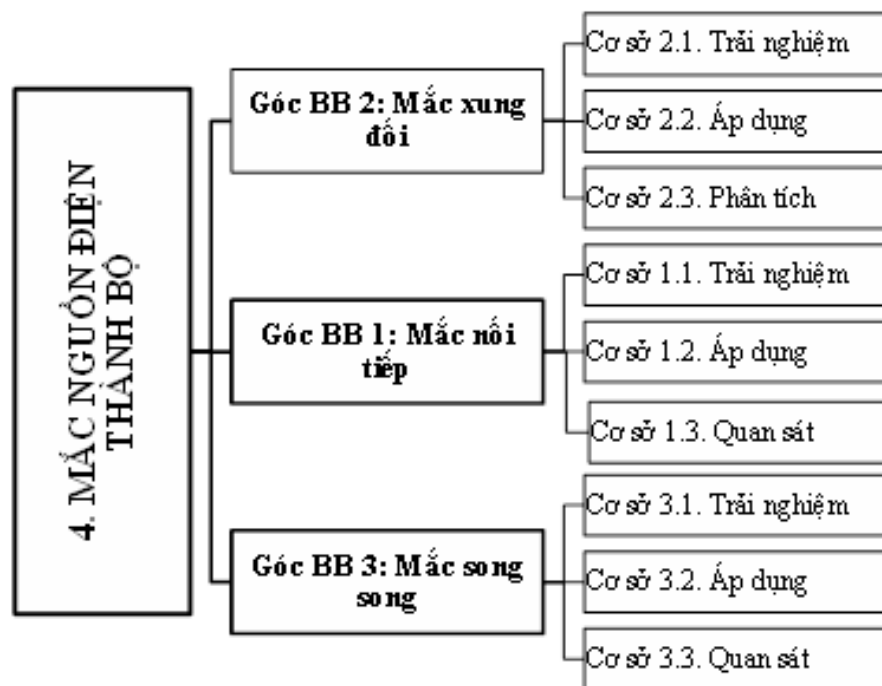 4. MẮC NGUỒN ĐIỆN
THÀNH BỘ
Góc BB 2: Mắc xung
đối
Cơ sở 2.1. Trải nghiệm
Cơ sở 2.2. Áp dụng
Cơ sở 2.3. Phân tích
Góc BB 1: Mắc nối
tiếp
Cơ sở 1.1. Trải nghiệm
Cơ sở 1.2. Áp dụng
Cơ sở 1.3. Quan sát
Góc BB 3: Mắc song
song
Cơ sở 3.1. Trải nghiệm
Cơ sở 3.2. Áp dụng
Cơ sở 3.3. Quan sát